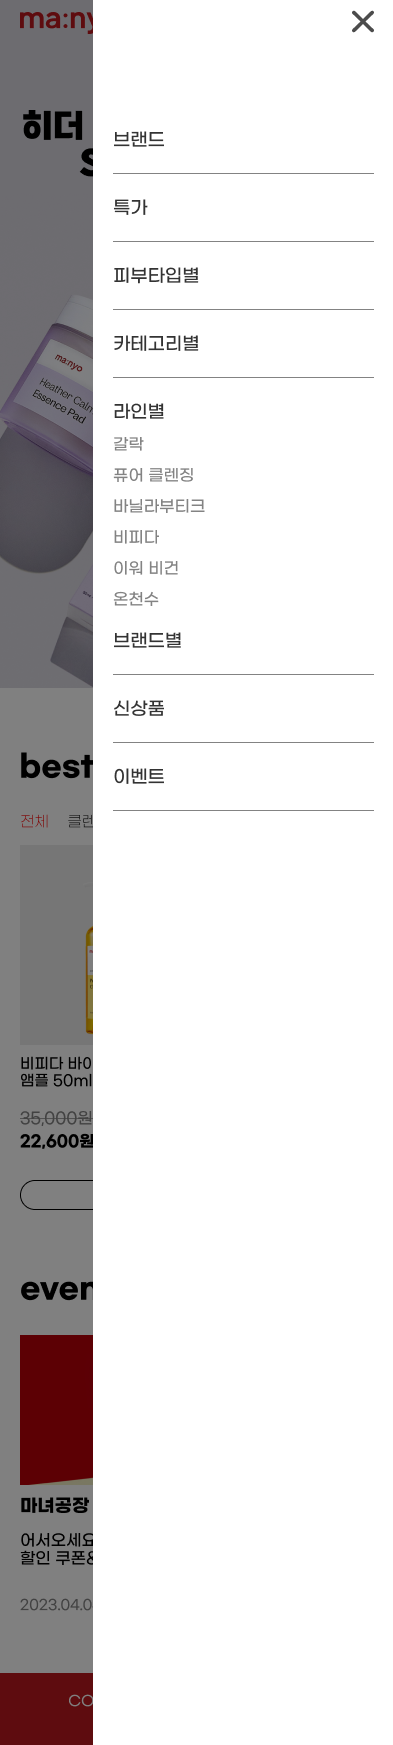 ma:ny
히더
브랜드
특가
피부타입별
카테고리별
ma:nyo
Heather Calm
Essence Pad
라인별
갈락
퓨어 클렌징
바닐라부티크
비피다
이워 비건
온천수
브랜드별
신상품
best
이벤트
전체 클렌
비피다 바이
앰플 50ml
35,000원
22,600원
even
마녀공장
어서오세요
할인 쿠폰&
2023.04.0
CO